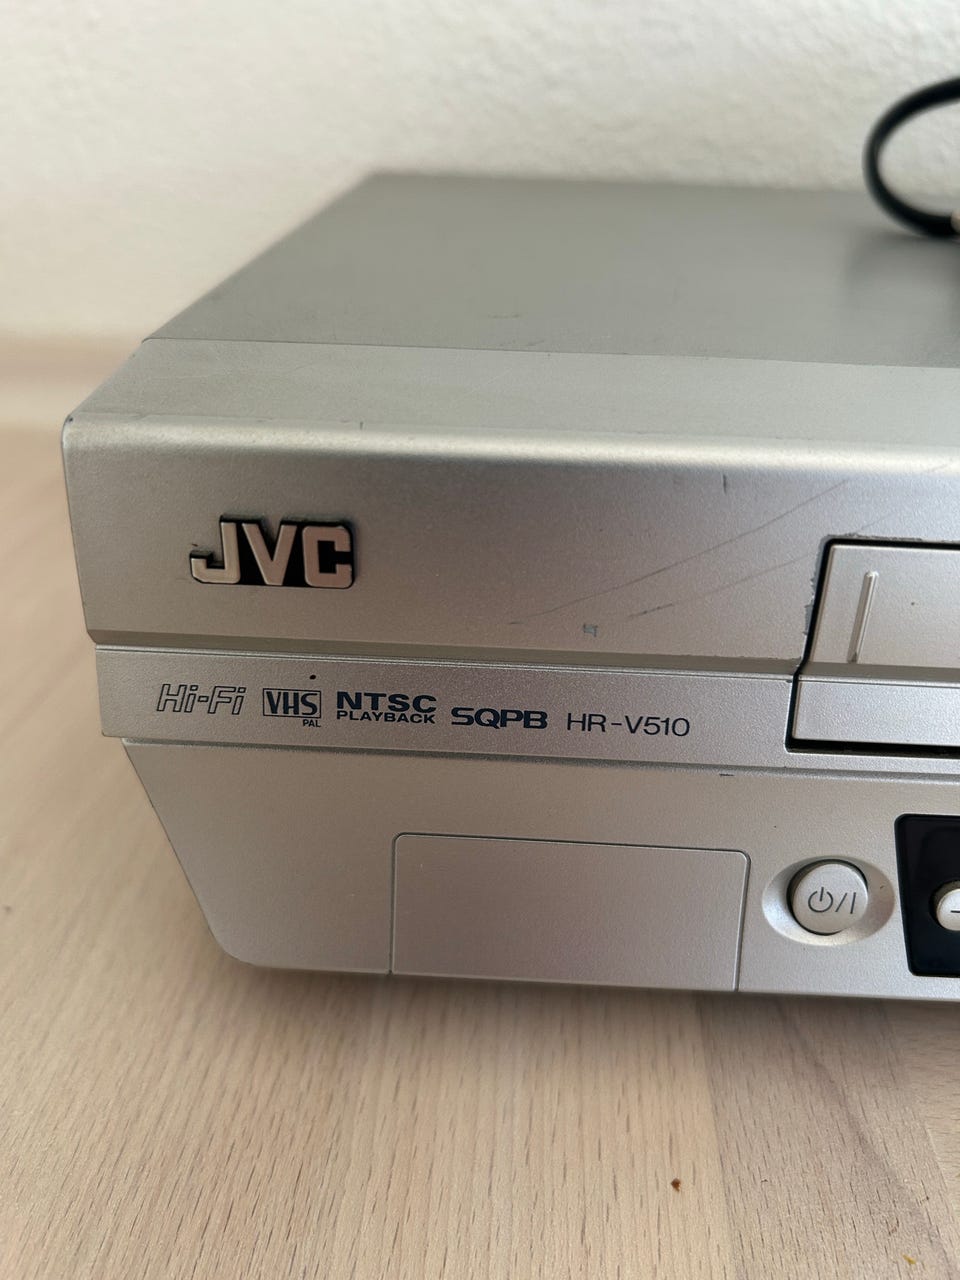 JVC
Hi-Fi VHS PAL NTSC PLAYBACK SQPB HR-V510